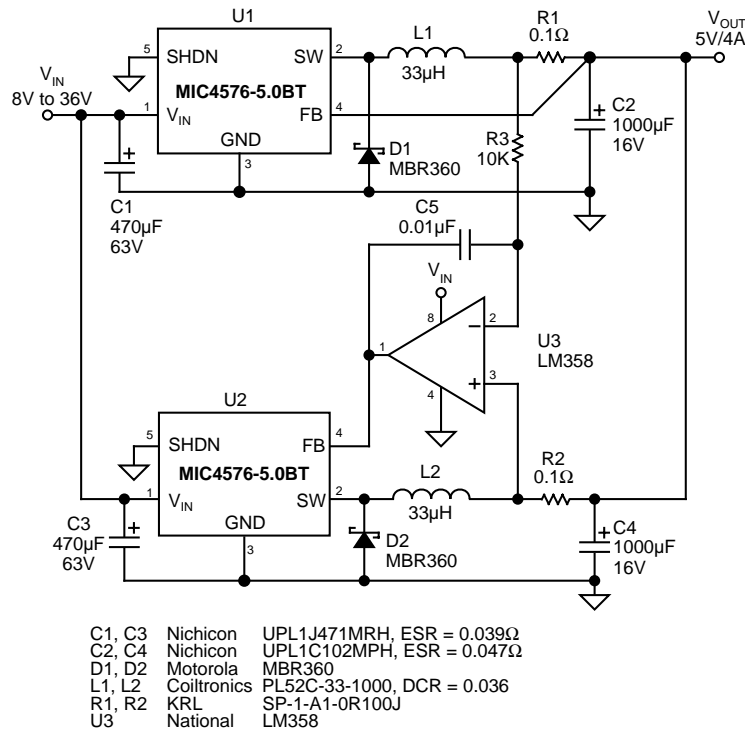 U1
5
SHDN
SW
2
L1
33µH
R1
0.1Ω
VOUT
5V/4A
VIN
8V to 36V
MIC4576-5.0BT
1
VIN
FB
4
GND
3
D1
MBR360
R3
10K
+
C2
1000µF
16V
+
C1
470µF
63V
C5
0.01µF
VIN
8
–
2
1
U3
LM358
+
3
4
U2
5
SHDN
FB
4
MIC4576-5.0BT
1
VIN
SW
2
L2
33µH
R2
0.1Ω
GND
3
C3
470µF
63V
+
D2
MBR360
+
C4
1000µF
16V
C1, C3 Nichicon UPL1J471MRH, ESR = 0.039Ω
C2, C4 Nichicon UPL1C102MPH, ESR = 0.047Ω
D1, D2 Motorola MBR360
L1, L2 Coiltronics PL52C-33-1000, DCR = 0.036
R1, R2 KRL SP-1-A1-0R100J
U3 National LM358